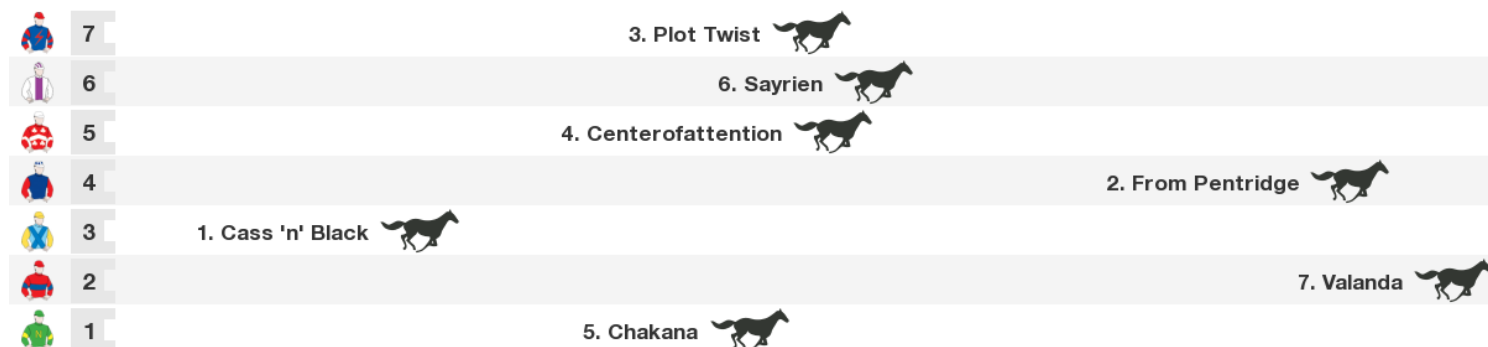 7 3. Plot Twist
6 6. Sayrien
5 4. Centerofattention
4 2. From Pentridge
3 1. Cass 'n' Black
2 7. Valanda
N 1 5. Chakana